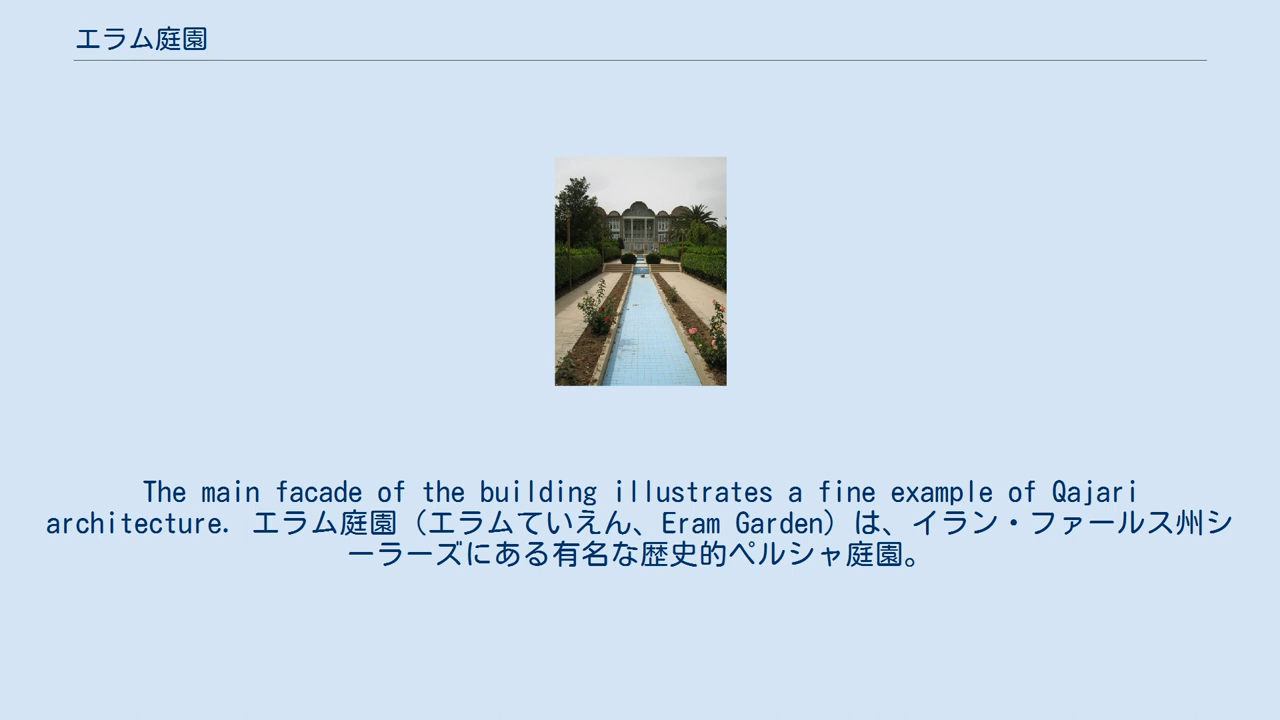 エラム庭園
The main facade of the building illustrates a fine example of Qajari
architecture. エラム庭園（エラムていえん、Eram Garden）は、イラン・ファールス州シ
ーラーズにある有名な歴史的ペルシャ庭園。